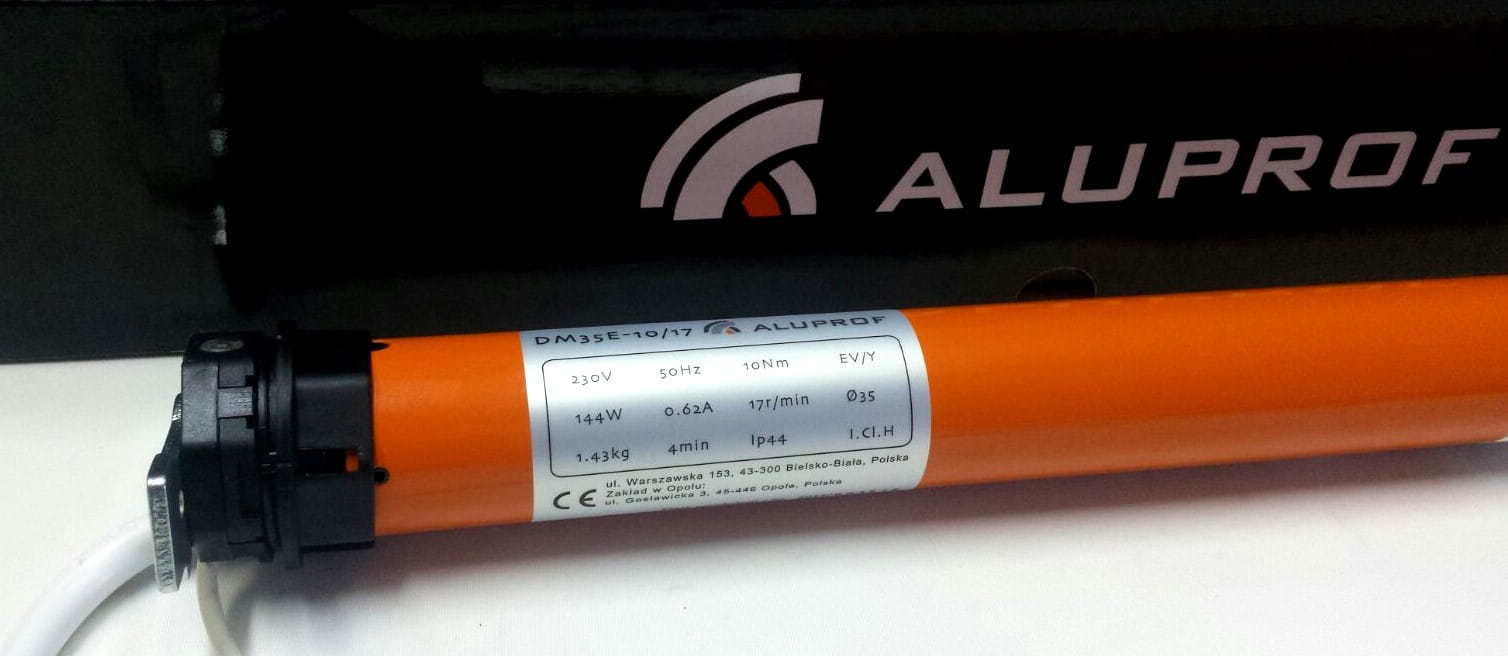 ALUPROF
DM35E-10/17 ALUPROF
230V 50Hz 10Nm EV/Y
144W 0.62A 17r/min Ø35
1.43kg 4min Ip44 I.Cl.H
ul. Warszawska 153, 43-300 Bielsko-Biała, Polska
Zakład w Opolu:
CE ul. Gosławicka 3, 45-446 Opole, Polska